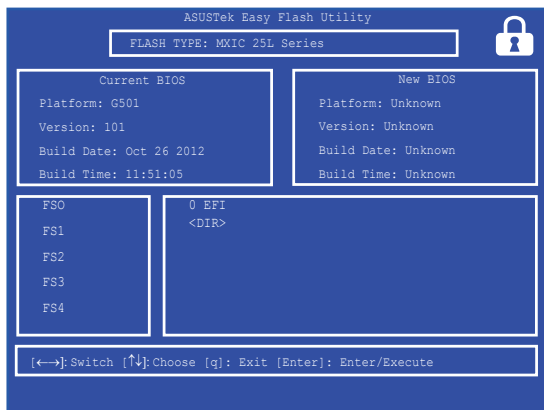 ASUSTek Easy Flash Utility
FLASH TYPE: MXIC 25L Series
Current BIOS
Platform: G501
Version: 101
Build Date: Oct 26 2012
Build Time: 11:51:05
New BIOS
Platform: Unknown
Version: Unknown
Build Date: Unknown
Build Time: Unknown
FSO
FS1
FS2
FS3
FS4
0 EFI
<DIR>
[←→]: Switch [↑↓]: Choose [q]: Exit [Enter]: Enter/Execute